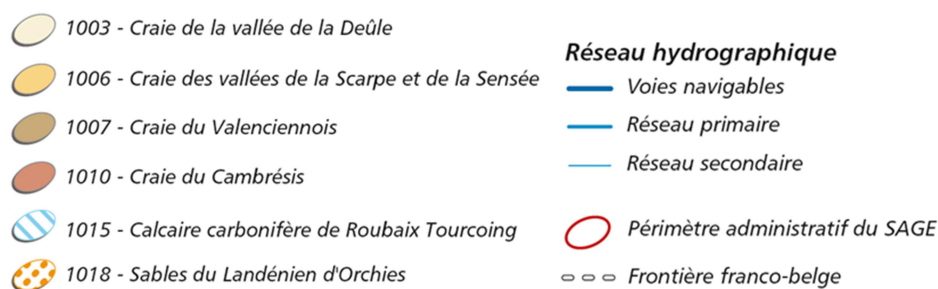 1003 - Craie de la vallée de la Deûle
1006 - Craie des vallées de la Scarpe et de la Sensée
1007 - Craie du Valenciennois
1010 - Craie du Cambrésis
1015 - Calcaire carbonifère de Roubaix Tourcoing
1018 - Sables du Landénien d'Orchies
Réseau hydrographique
Voies navigables
Réseau primaire
Réseau secondaire
Périmètre administratif du SAGE
Frontière franco-belge